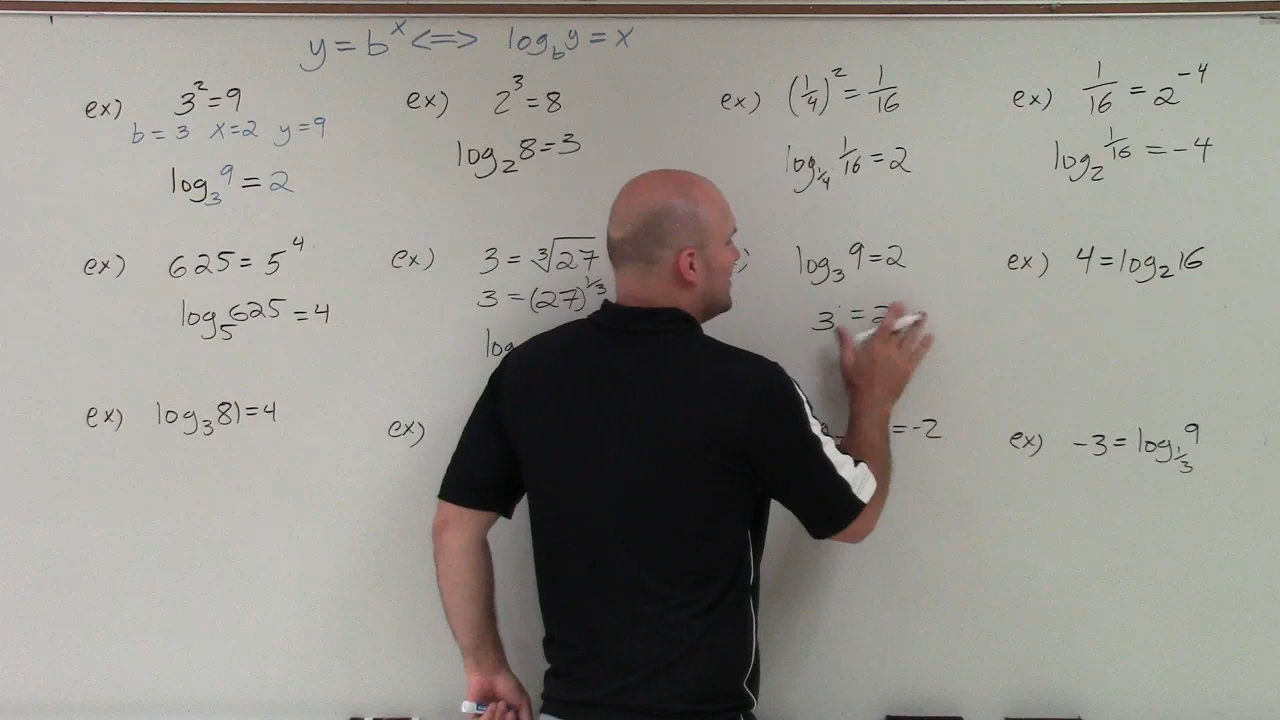 y = b^x <=> log_b y = x
ex) 3^2 = 9
b = 3 x = 2 y = 9
log_3 9 = 2
ex) 2^3 = 8
log_2 8 = 3
ex) (1/4)^2 = 1/16
log_1/4 1/16 = 2
ex) 1/16 = 2^-4
log_2 1/16 = -4
ex) 625 = 5^4
log_5 625 = 4
ex) 3 = ∛27
3 = (27)^1/3
log
log_3 9 = 2
3 = 2
ex) 4 = log_2 16
ex) log_3 81 = 4
ex)
= -2
ex) -3 = log_1/3 9